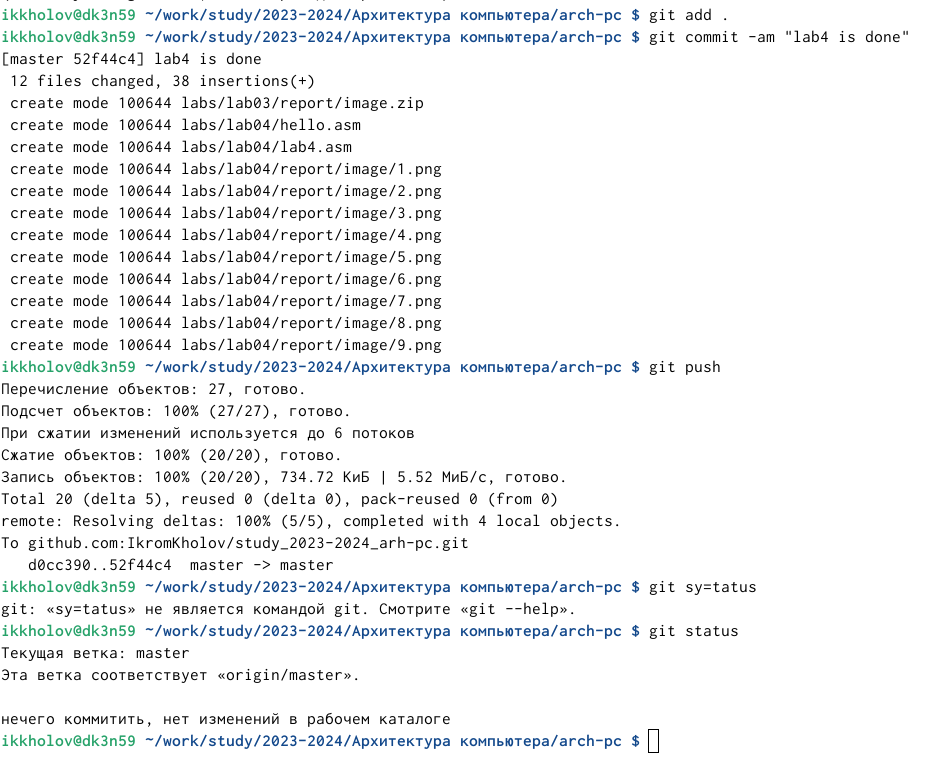 ikkholov@dk3n59 ~/work/study/2023-2024/Архитектура компьютера/arch-pc $ git add .
ikkholov@dk3n59 ~/work/study/2023-2024/Архитектура компьютера/arch-pc $ git commit -am "lab4 is done"
[master 52f44c4] lab4 is done
 12 files changed, 38 insertions(+)
 create mode 100644 labs/lab03/report/image.zip
 create mode 100644 labs/lab04/hello.asm
 create mode 100644 labs/lab04/lab4.asm
 create mode 100644 labs/lab04/report/image/1.png
 create mode 100644 labs/lab04/report/image/2.png
 create mode 100644 labs/lab04/report/image/3.png
 create mode 100644 labs/lab04/report/image/4.png
 create mode 100644 labs/lab04/report/image/5.png
 create mode 100644 labs/lab04/report/image/6.png
 create mode 100644 labs/lab04/report/image/7.png
 create mode 100644 labs/lab04/report/image/8.png
 create mode 100644 labs/lab04/report/image/9.png
ikkholov@dk3n59 ~/work/study/2023-2024/Архитектура компьютера/arch-pc $ git push
Перечисление объектов: 27, готово.
Подсчет объектов: 100% (27/27), готово.
При сжатии изменений используется до 6 потоков
Сжатие объектов: 100% (20/20), готово.
Запись объектов: 100% (20/20), 734.72 КиБ | 5.52 МиБ/с, готово.
Total 20 (delta 5), reused 0 (delta 0), pack-reused 0 (from 0)
remote: Resolving deltas: 100% (5/5), completed with 4 local objects.
To github.com:IkromKholov/study_2023-2024_arh-pc.git
   d0cc390..52f44c4  master -> master
ikkholov@dk3n59 ~/work/study/2023-2024/Архитектура компьютера/arch-pc $ git sy=tatus
git: «sy=tatus» не является командой git. Смотрите «git --help».
ikkholov@dk3n59 ~/work/study/2023-2024/Архитектура компьютера/arch-pc $ git status
Текущая ветка: master
Эта ветка соответствует «origin/master».

нечего коммитить, нет изменений в рабочем каталоге
ikkholov@dk3n59 ~/work/study/2023-2024/Архитектура компьютера/arch-pc $